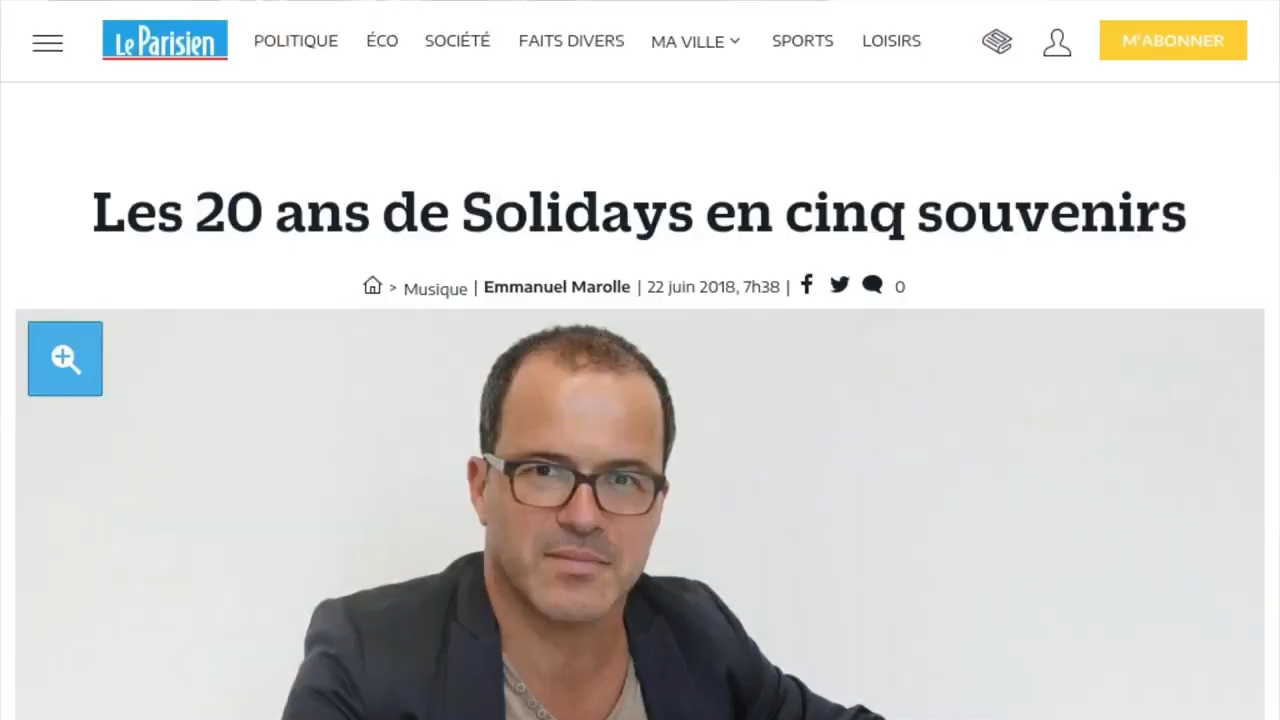 Le Parisien POLITIQUE ÉCO SOCIÉTÉ FAITS DIVERS MA VILLE SPORTS LOISIRS M'ABONNER
Les 20 ans de Solidays en cinq souvenirs
> Musique | Emmanuel Marolle | 22 juin 2018, 7h38 | 0